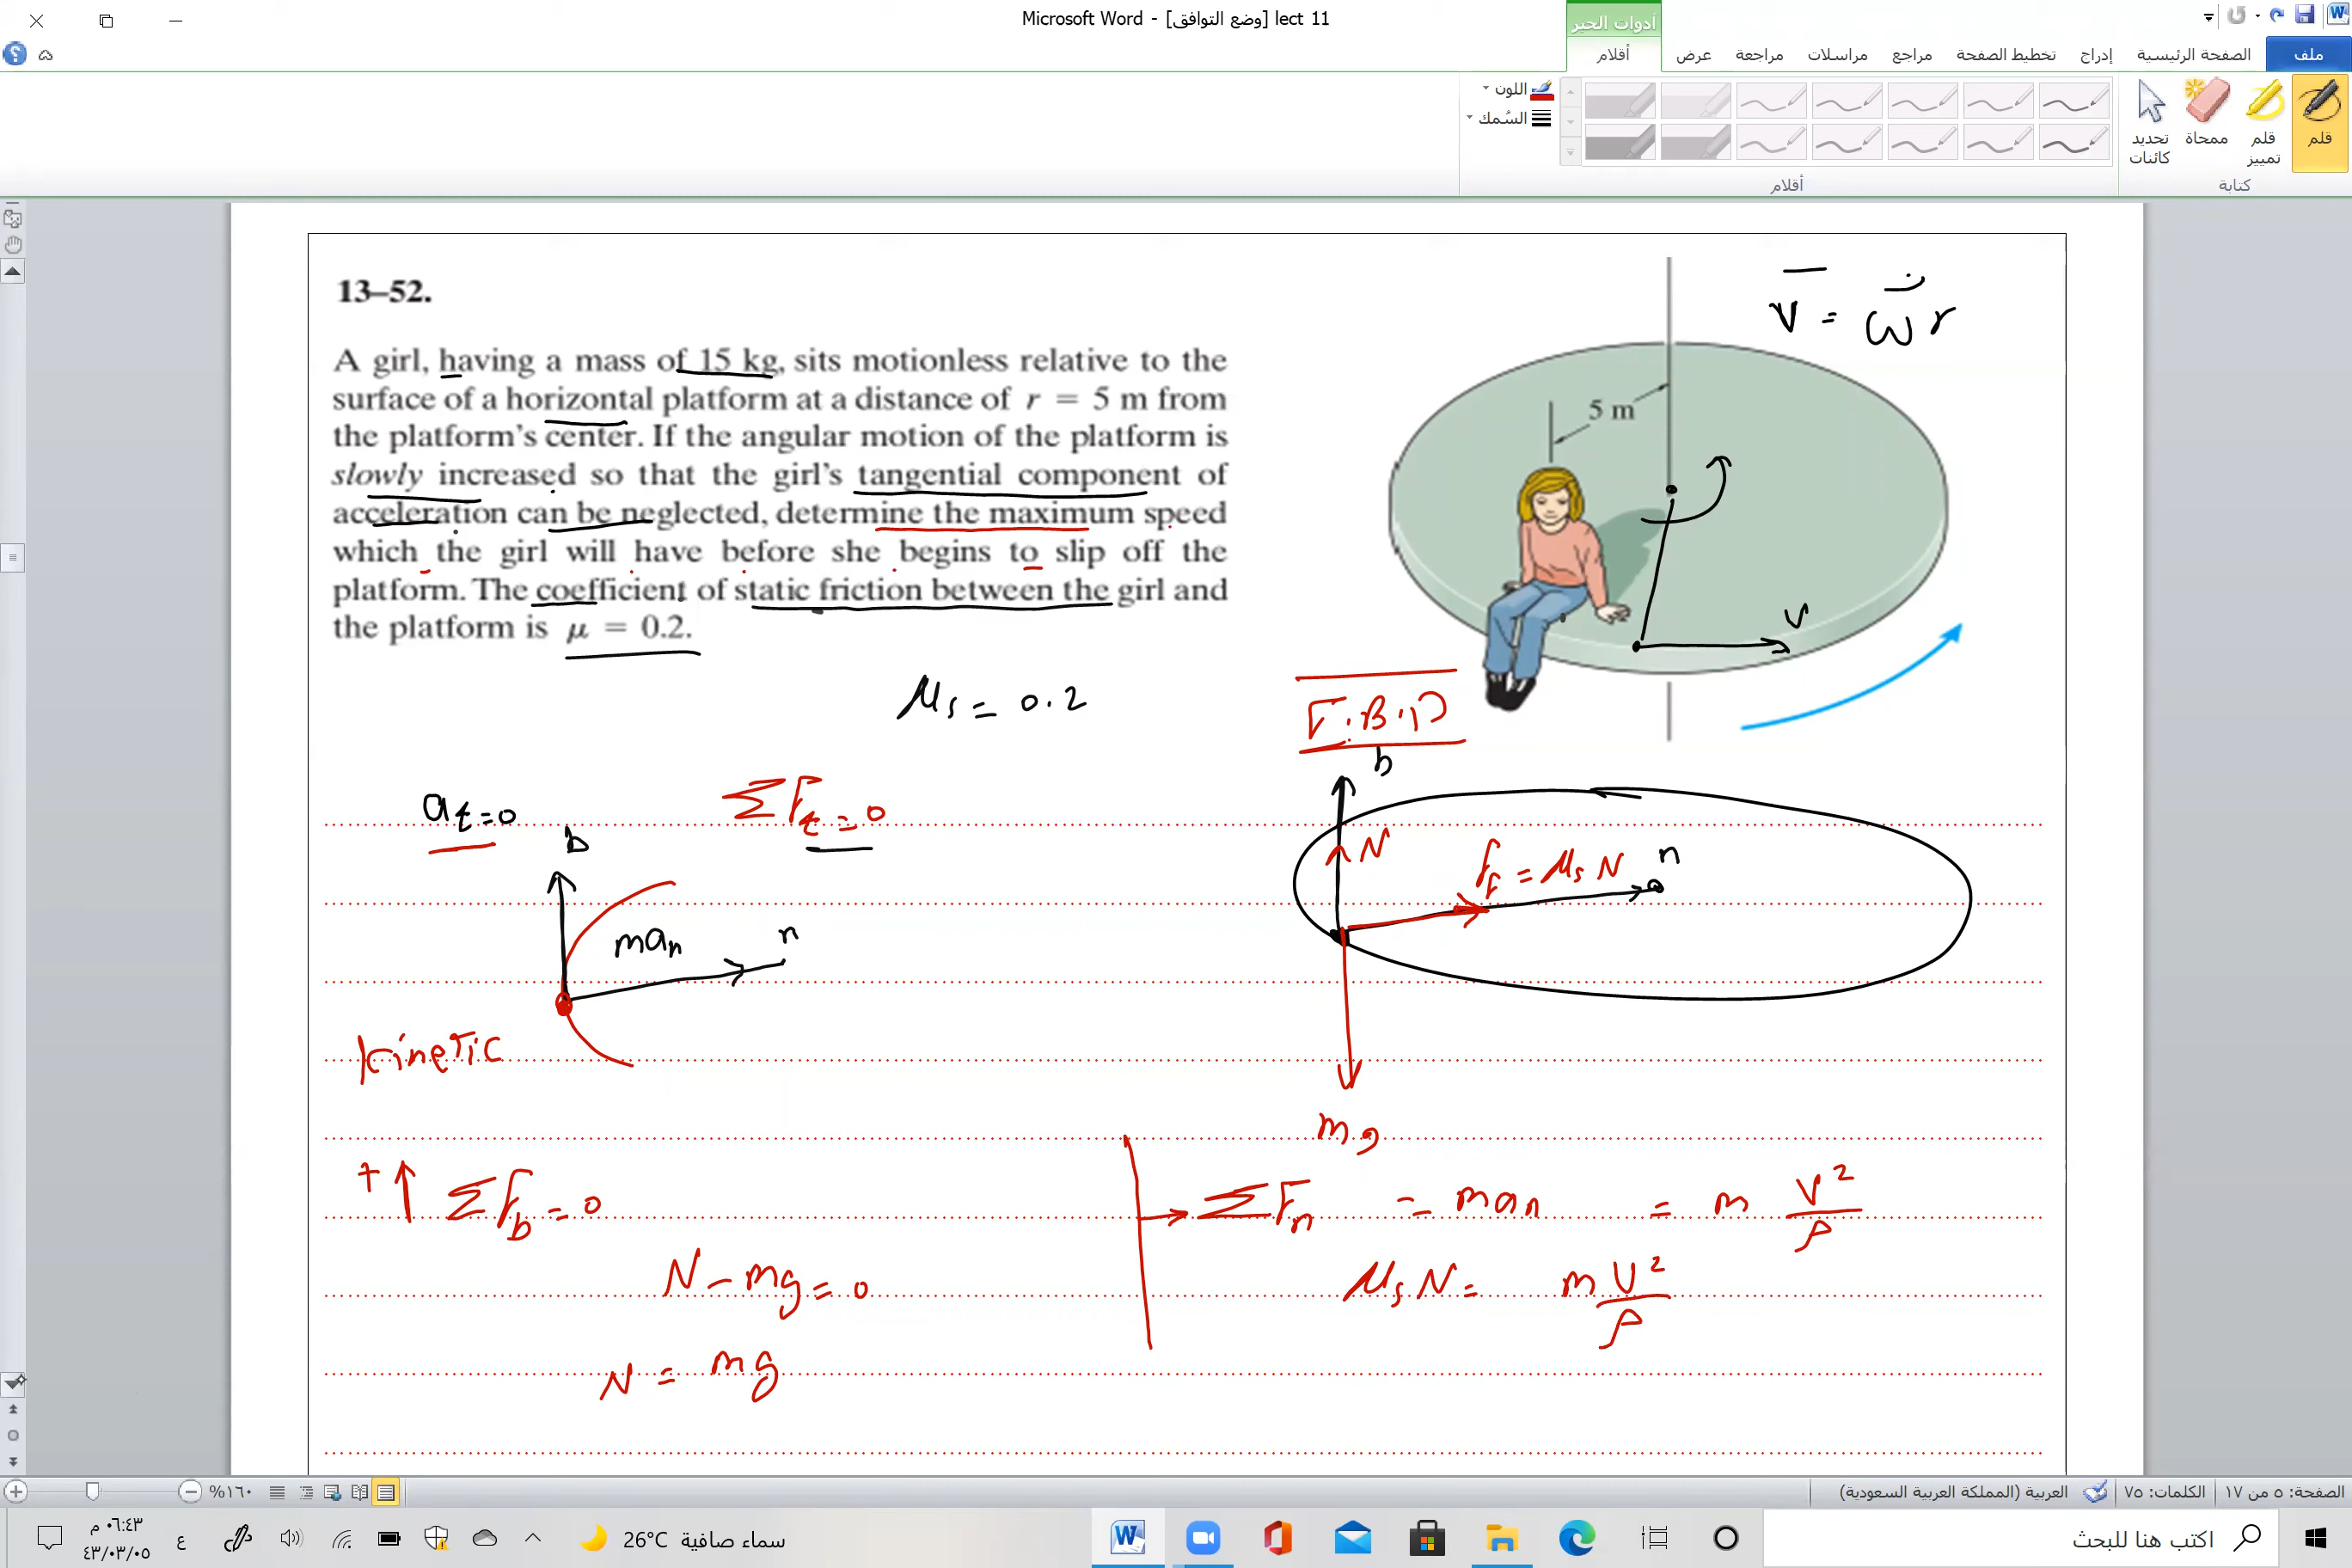 lect 11 [وضع التوافق] - Microsoft Word
أدوات الحبر
ملف
الصفحة الرئيسية
إدراج
تخطيط الصفحة
مراجع
مراسلات
مراجعة
عرض
أقلام
قلم
قلم تمييز
ممحاة
تحديد كائنات
كتابة
أقلام
اللون
السُمك
13–52.
A girl, having a mass of 15 kg, sits motionless relative to the
surface of a horizontal platform at a distance of r = 5 m from
the platform's center. If the angular motion of the platform is
slowly increased so that the girl's tangential component of
acceleration can be neglected, determine the maximum speed
which the girl will have before she begins to slip off the
platform. The coefficient of static friction between the girl and
the platform is μ = 0.2.
V = ω r
5 m
V
μs = 0.2
F.B.D
b
N
Ff = μs N
n
mg
at = 0
ΣFt = 0
b
man
n
kinetic
+ ↑ ΣFb = 0
N - mg = 0
N = mg
→ ΣFn = man = m V²/ρ
μs N = m V²/ρ
الصفحة: ٥ من ١٧
الكلمات: ٧٥
العربية (المملكة العربية السعودية)
%١٦٠
اكتب هنا للبحث
26°C سماء صافية
ع
٠٦:٤٣ م
٤٣/٠٣/٠٥